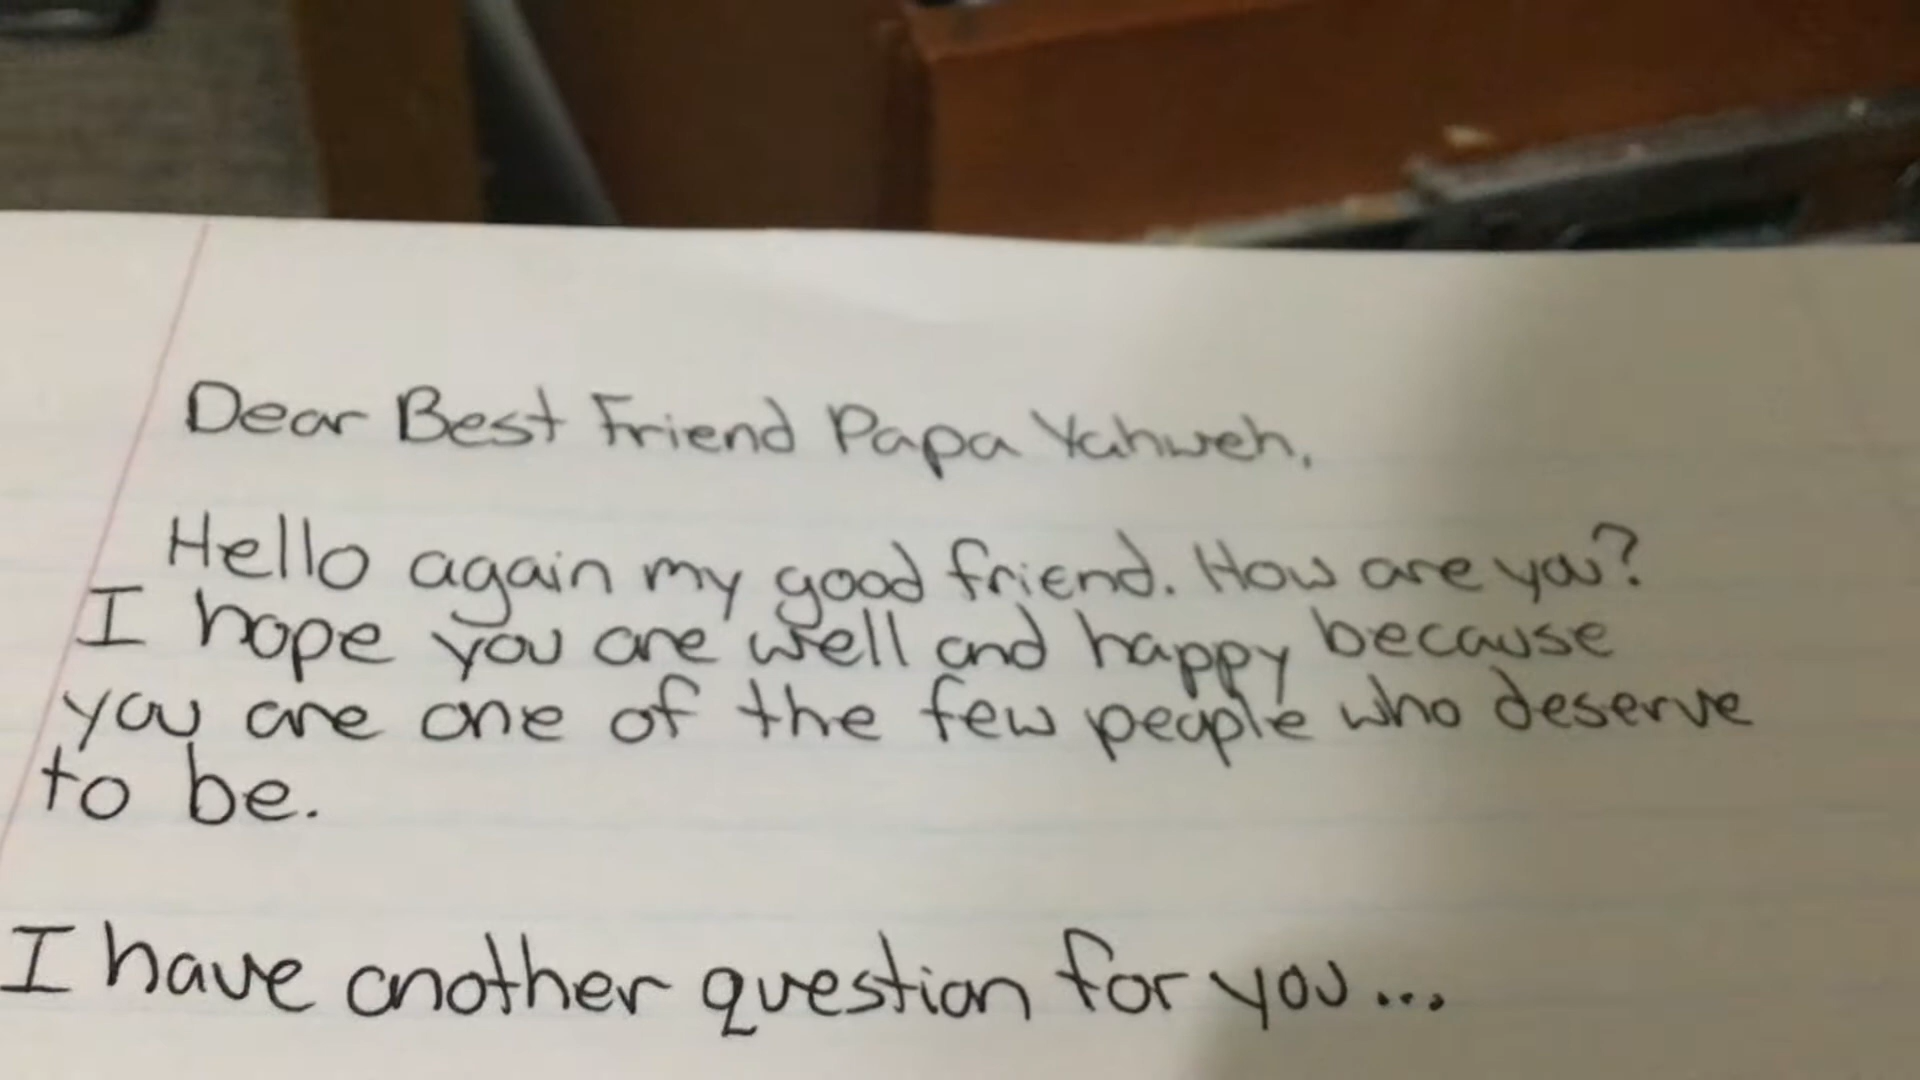 Dear Best Friend Papa Yahweh,
Hello again my good friend. How are you?
I hope you are well and happy because
you are one of the few people who deserve
to be.
I have another question for you...